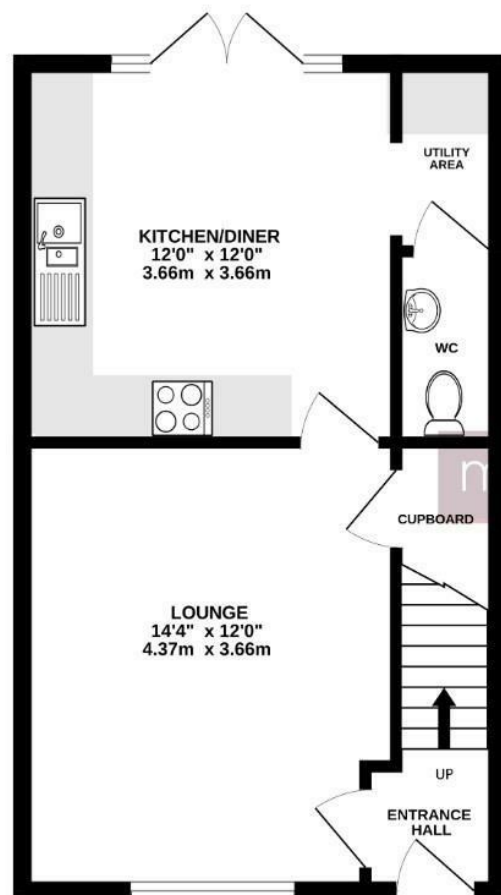 UTILITY
AREA
KITCHEN/DINER
12'0" x 12'0"
3.66m x 3.66m
WC
m
CUPBOARD
LOUNGE
14'4" x 12'0"
4.37m x 3.66m
UP
ENTRANCE
HALL